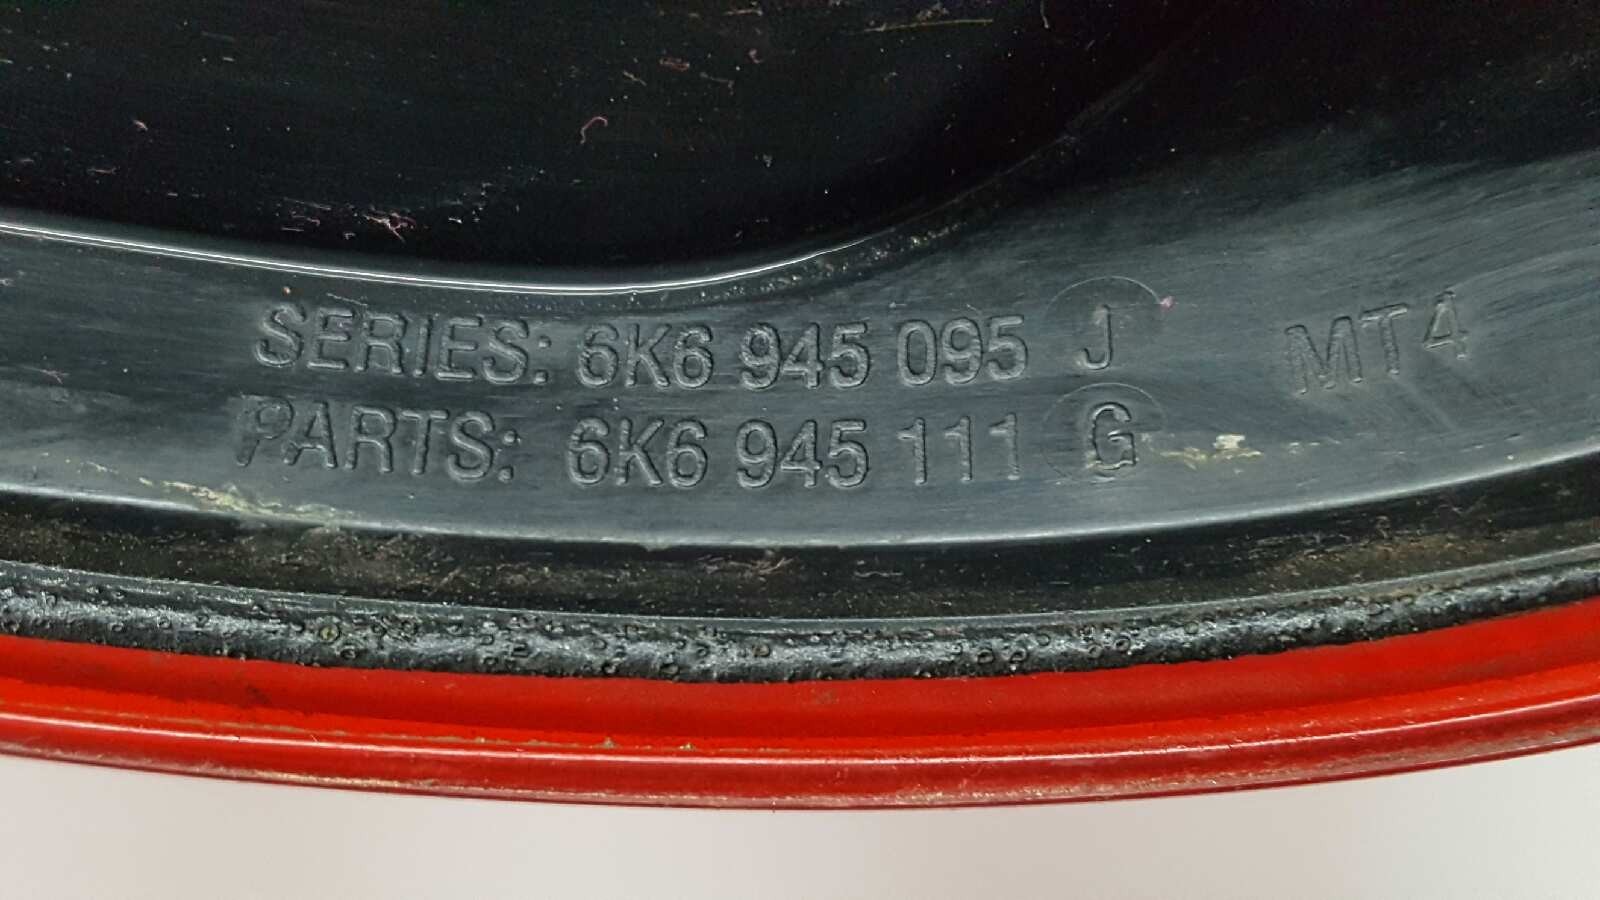 SERIES: 6K6 945 095 J
PARTS: 6K6 945 111 G
MT4